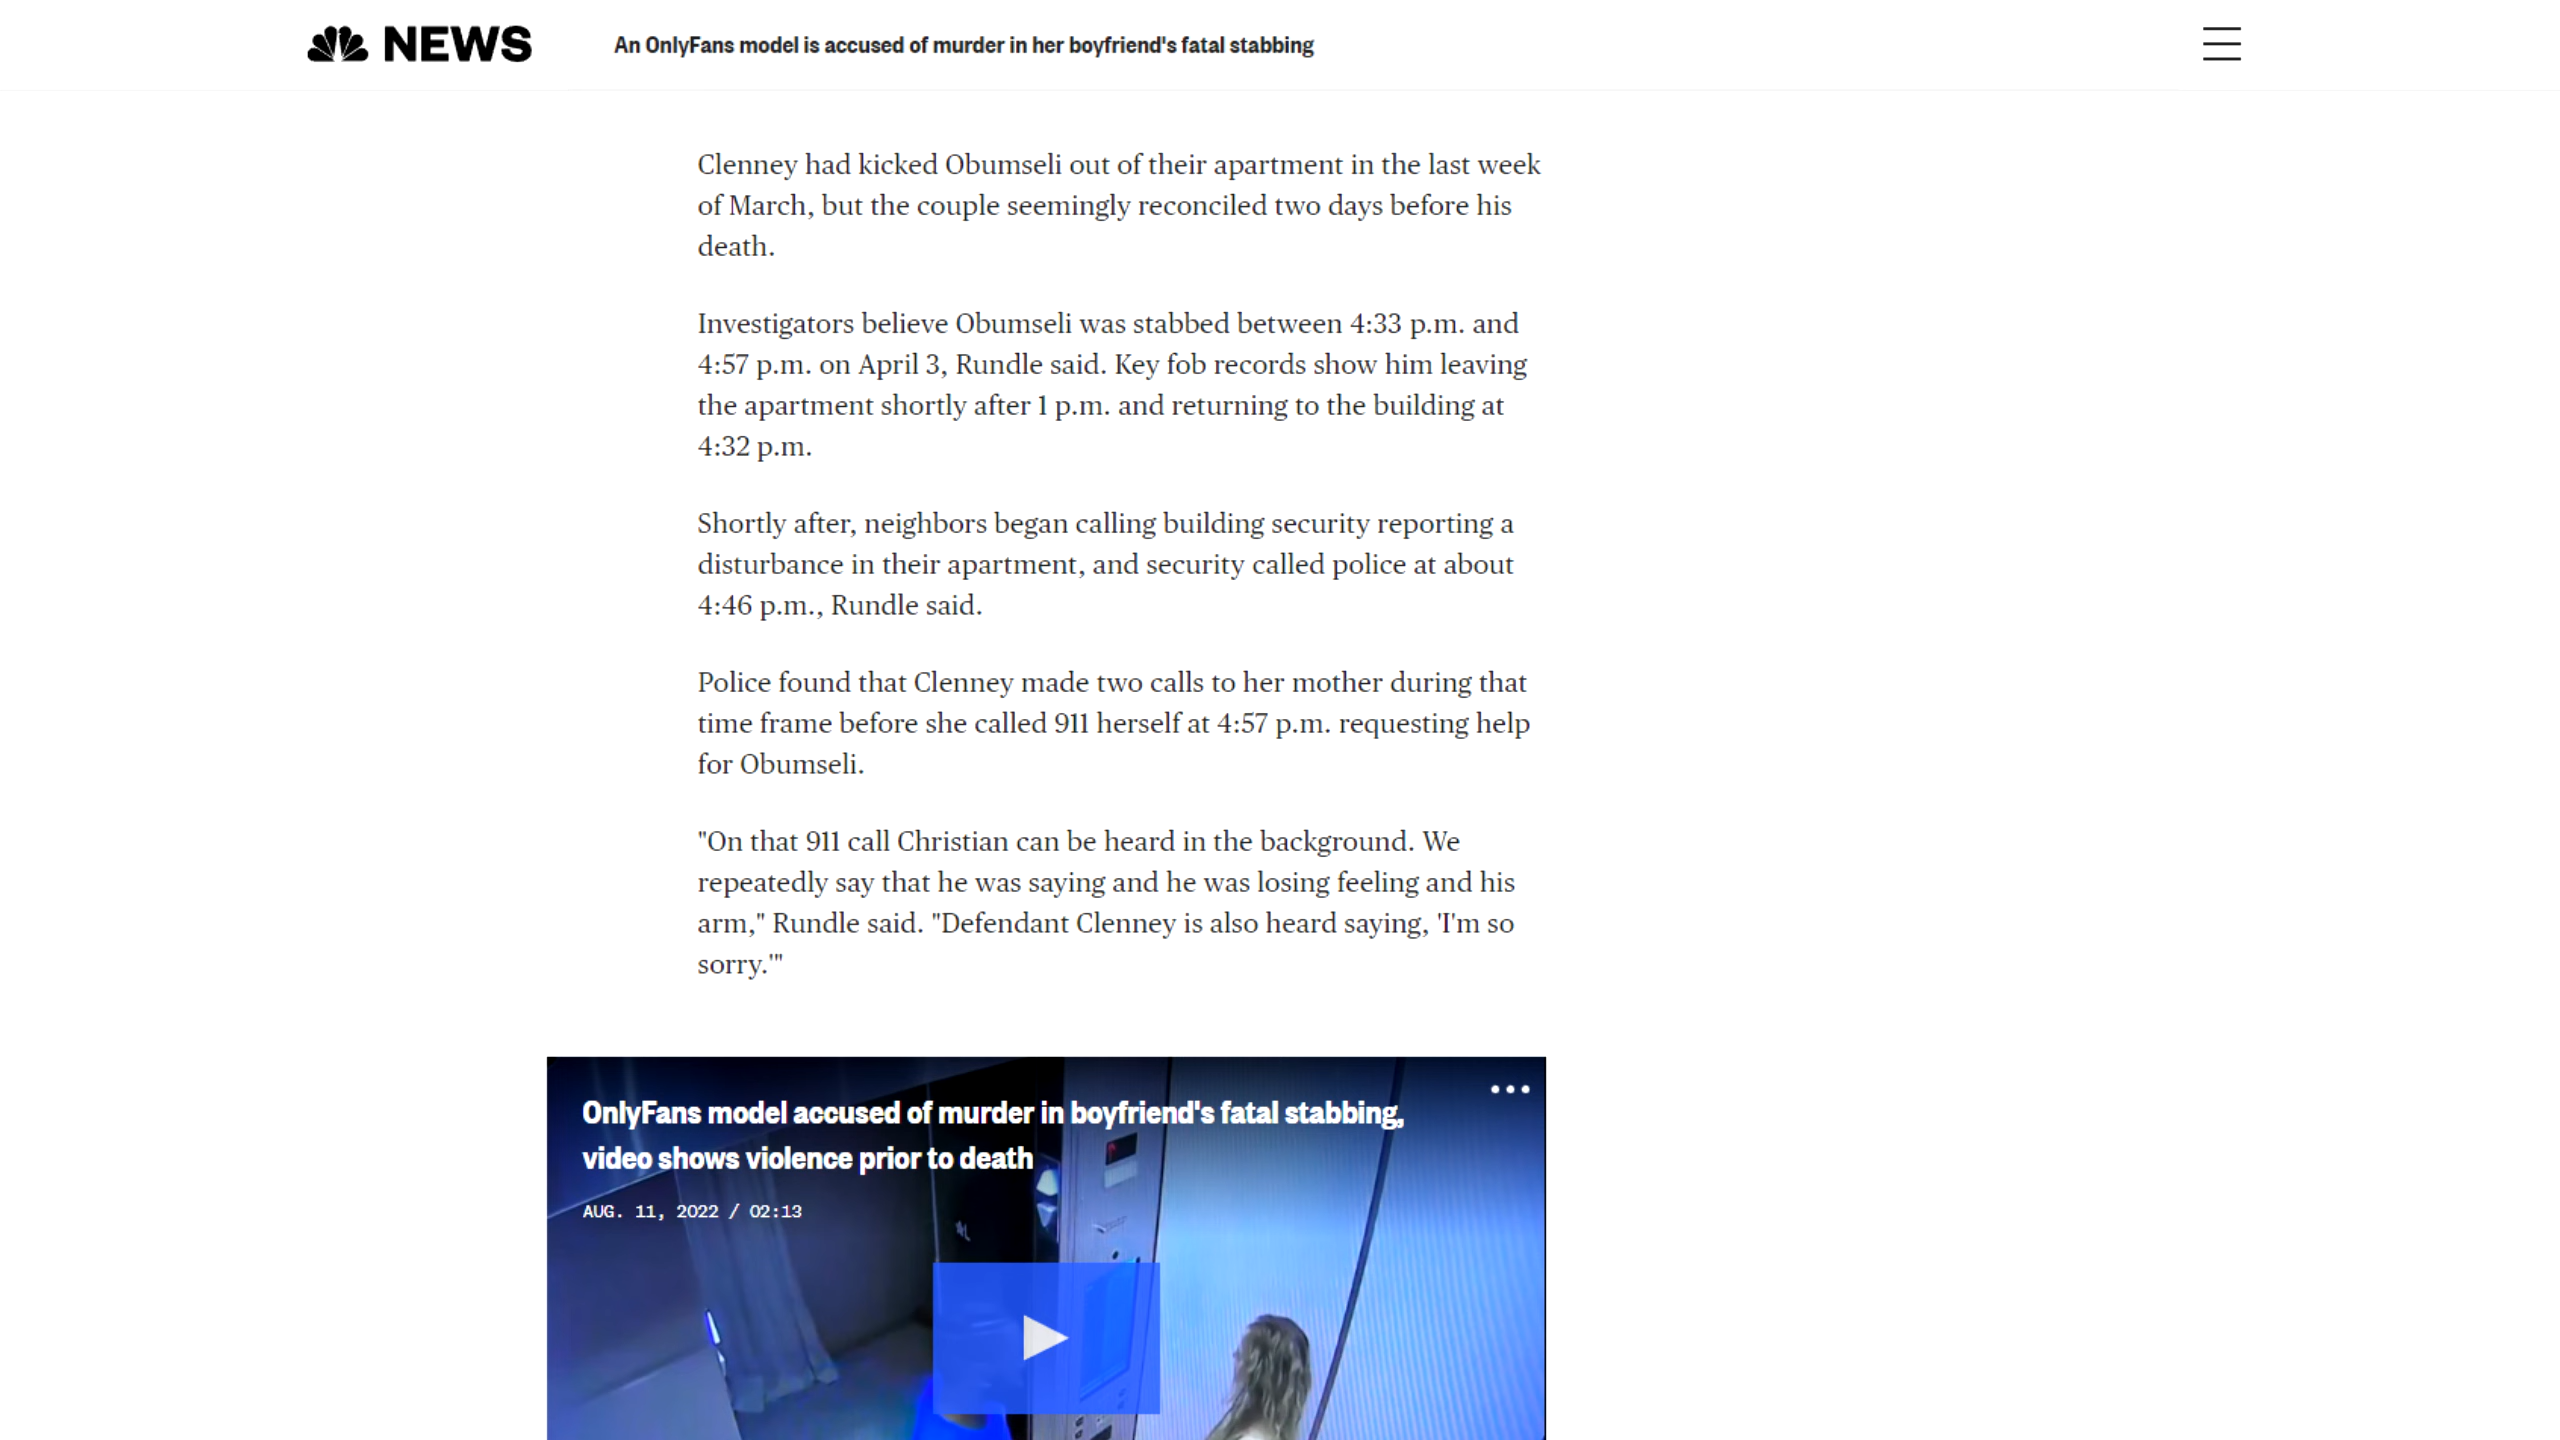 NEWS
An OnlyFans model is accused of murder in her boyfriend's fatal stabbing
Clenney had kicked Obumseli out of their apartment in the last week
of March, but the couple seemingly reconciled two days before his
death.
Investigators believe Obumseli was stabbed between 4:33 p.m. and
4:57 p.m. on April 3, Rundle said. Key fob records show him leaving
the apartment shortly after 1 p.m. and returning to the building at
4:32 p.m.
Shortly after, neighbors began calling building security reporting a
disturbance in their apartment, and security called police at about
4:46 p.m., Rundle said.
Police found that Clenney made two calls to her mother during that
time frame before she called 911 herself at 4:57 p.m. requesting help
for Obumseli.
"On that 911 call Christian can be heard in the background. We
repeatedly say that he was saying and he was losing feeling and his
arm," Rundle said. "Defendant Clenney is also heard saying, 'I'm so
sorry.'"
OnlyFans model accused of murder in boyfriend's fatal stabbing,
video shows violence prior to death
AUG. 11, 2022 / 02:13